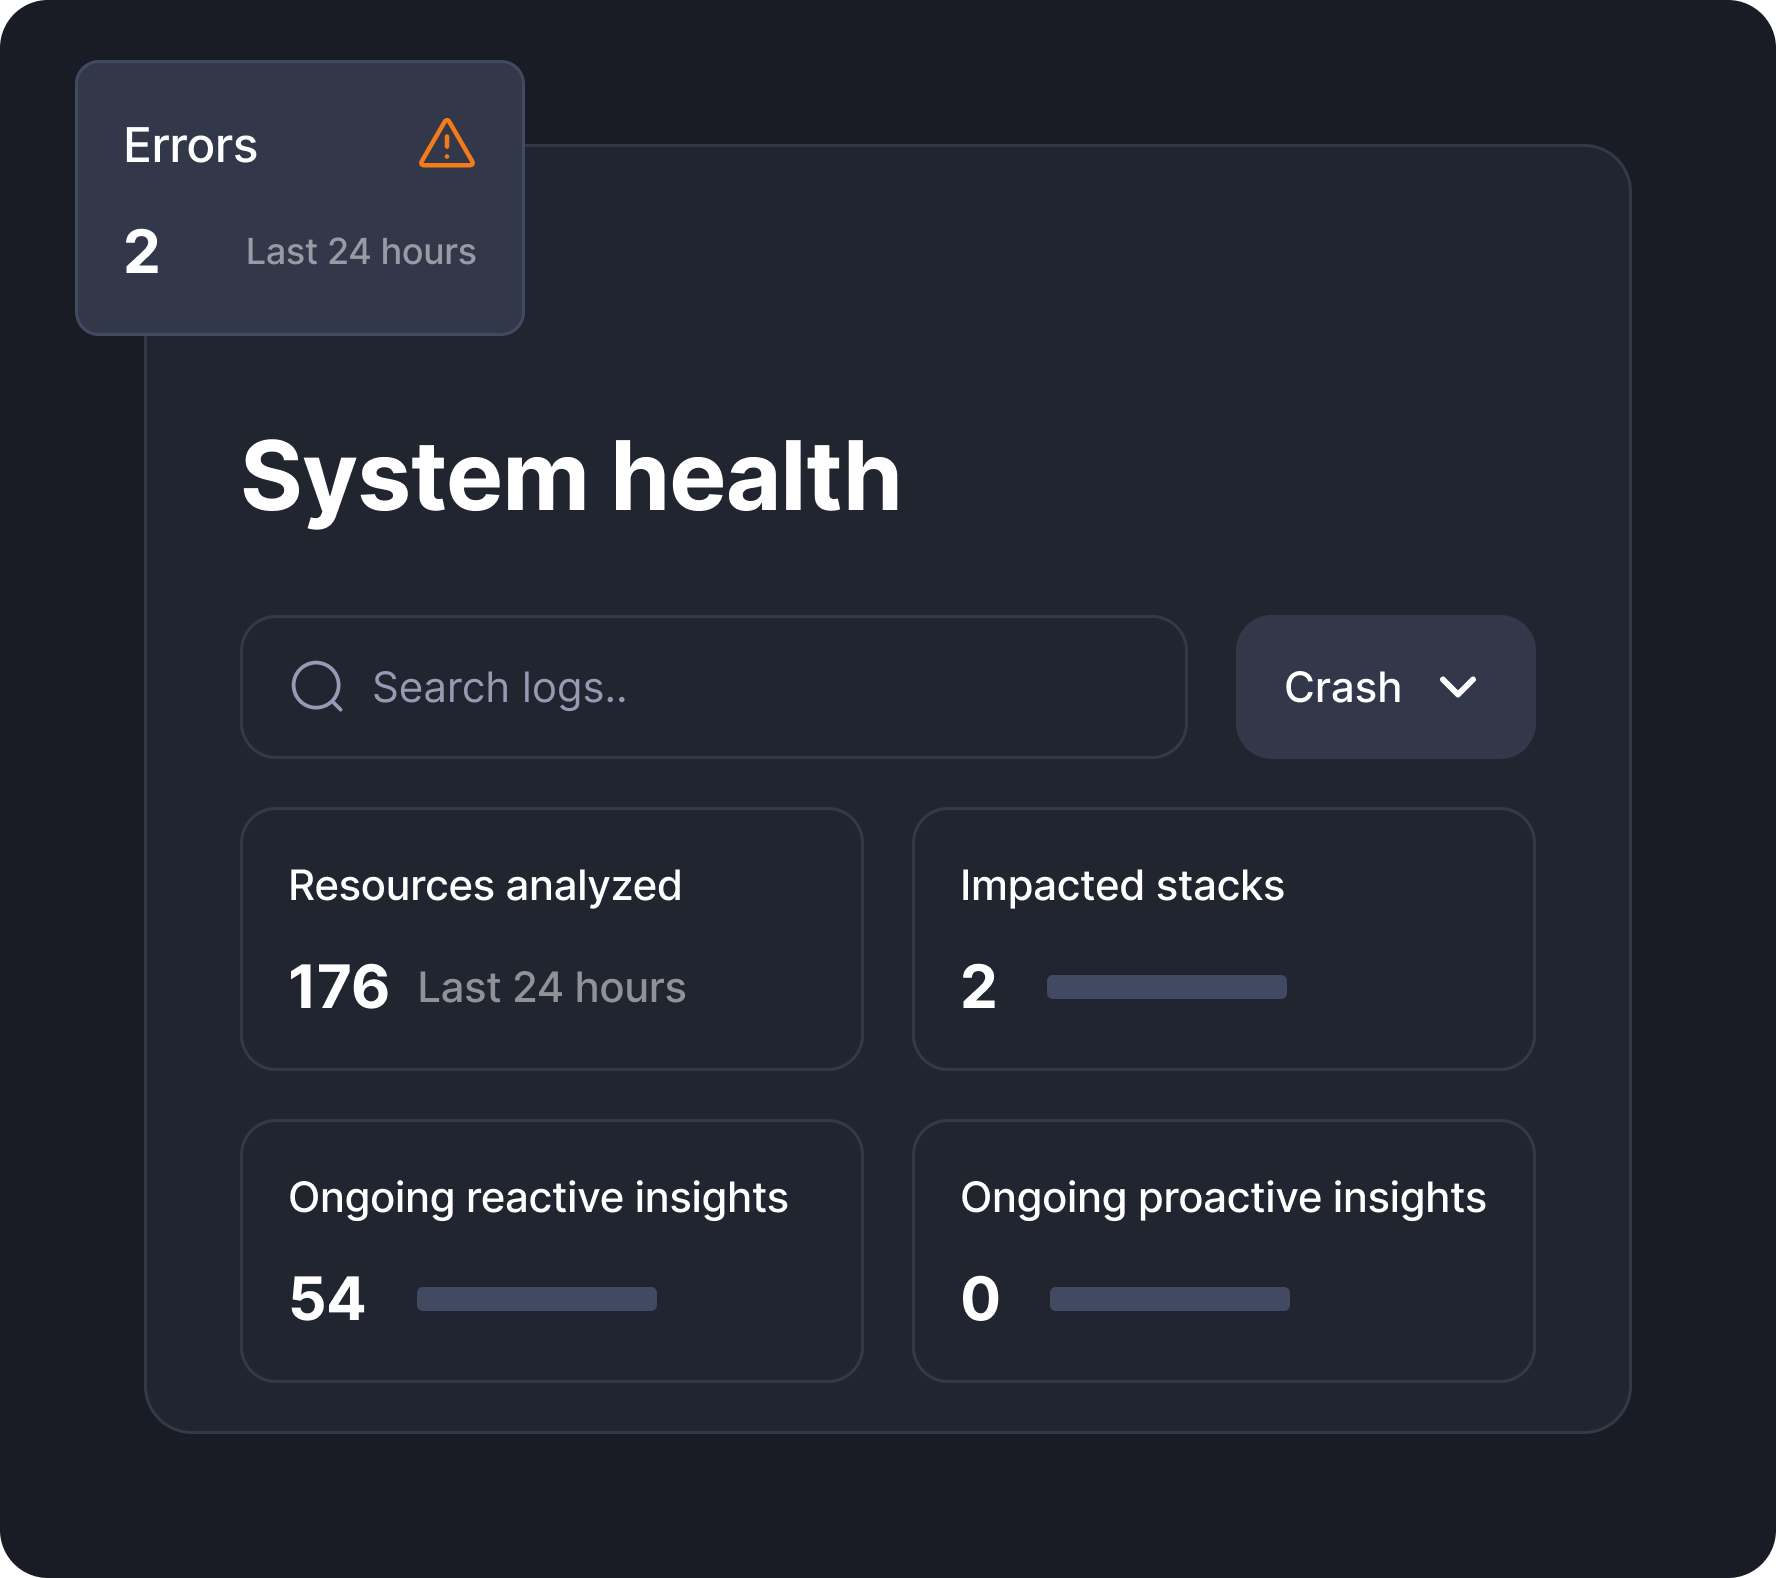 Errors
2 Last 24 hours
System health
Search logs..
Crash
Resources analyzed
176 Last 24 hours
Impacted stacks
2
Ongoing reactive insights
54
Ongoing proactive insights
0